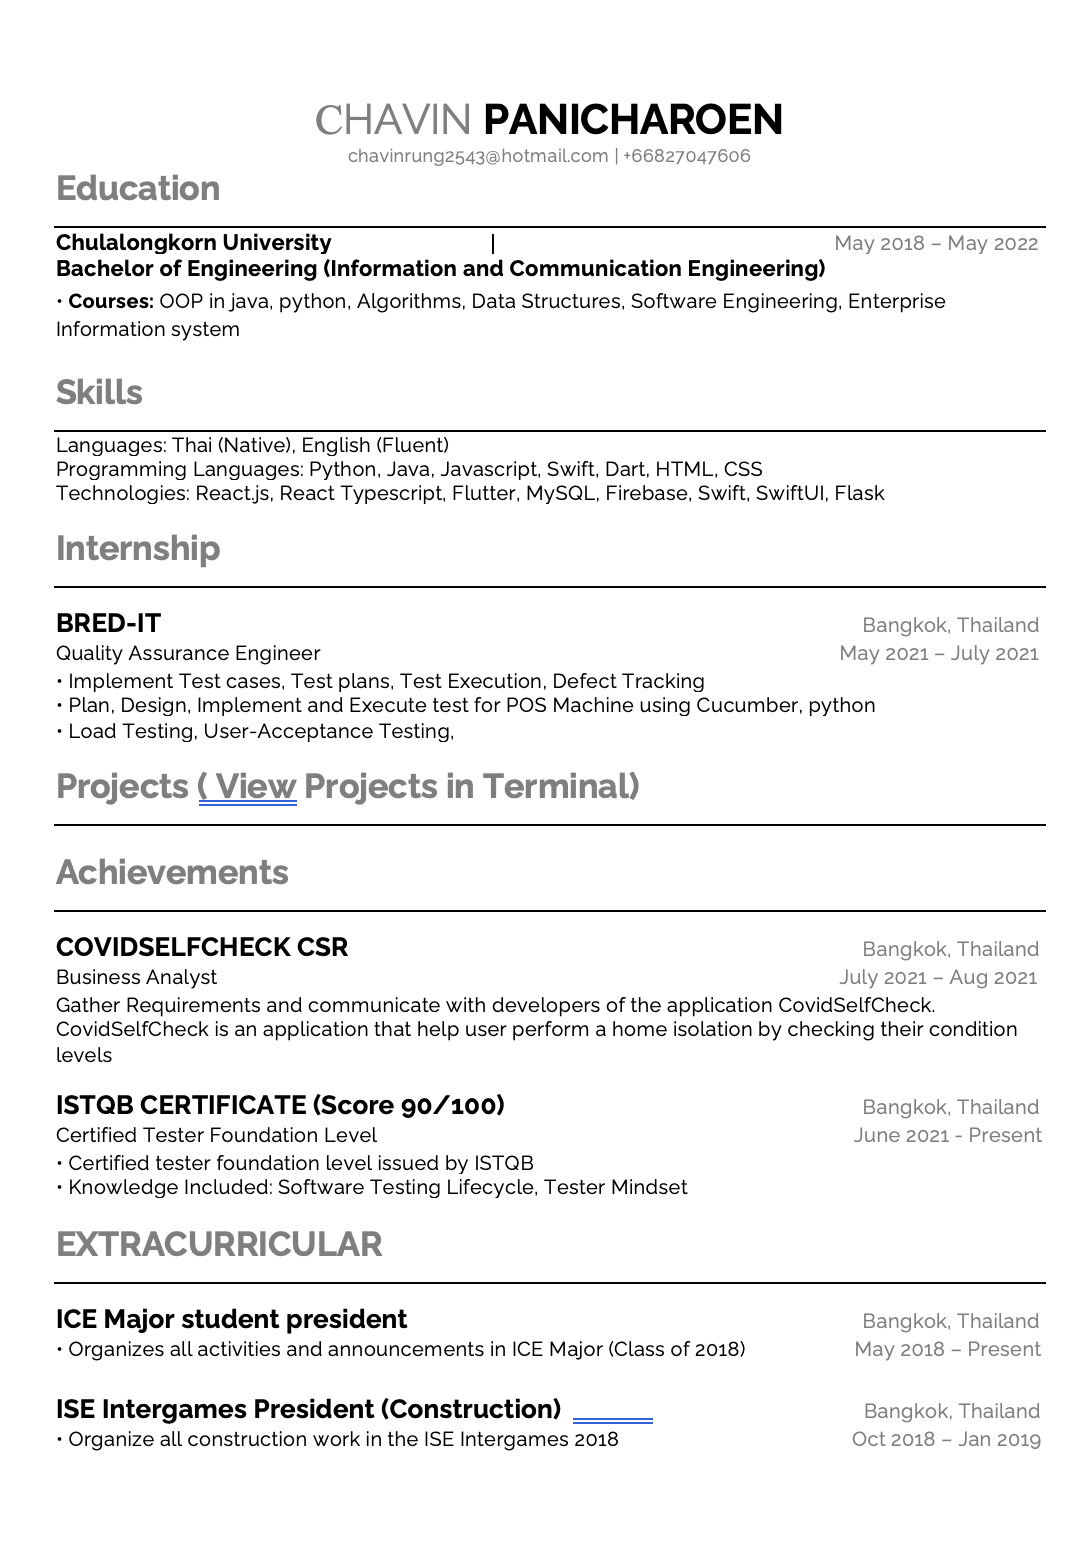 CHAVIN PANICHAROEN
chavinrung2543@hotmail.com | +66827047606
Education
Chulalongkorn University | May 2018 – May 2022
Bachelor of Engineering (Information and Communication Engineering)
• Courses: OOP in java, python, Algorithms, Data Structures, Software Engineering, Enterprise
Information system
Skills
Languages: Thai (Native), English (Fluent)
Programming Languages: Python, Java, Javascript, Swift, Dart, HTML, CSS
Technologies: React.js, React Typescript, Flutter, MySQL, Firebase, Swift, SwiftUI, Flask
Internship
BRED-IT Bangkok, Thailand
Quality Assurance Engineer May 2021 – July 2021
• Implement Test cases, Test plans, Test Execution, Defect Tracking
• Plan, Design, Implement and Execute test for POS Machine using Cucumber, python
• Load Testing, User-Acceptance Testing,
Projects ( View Projects in Terminal)
Achievements
COVIDSELFCHECK CSR Bangkok, Thailand
Business Analyst July 2021 – Aug 2021
Gather Requirements and communicate with developers of the application CovidSelfCheck.
CovidSelfCheck is an application that help user perform a home isolation by checking their condition
levels
ISTQB CERTIFICATE (Score 90/100) Bangkok, Thailand
Certified Tester Foundation Level June 2021 - Present
• Certified tester foundation level issued by ISTQB
• Knowledge Included: Software Testing Lifecycle, Tester Mindset
EXTRACURRICULAR
ICE Major student president Bangkok, Thailand
• Organizes all activities and announcements in ICE Major (Class of 2018) May 2018 – Present
ISE Intergames President (Construction) Bangkok, Thailand
• Organize all construction work in the ISE Intergames 2018 Oct 2018 – Jan 2019